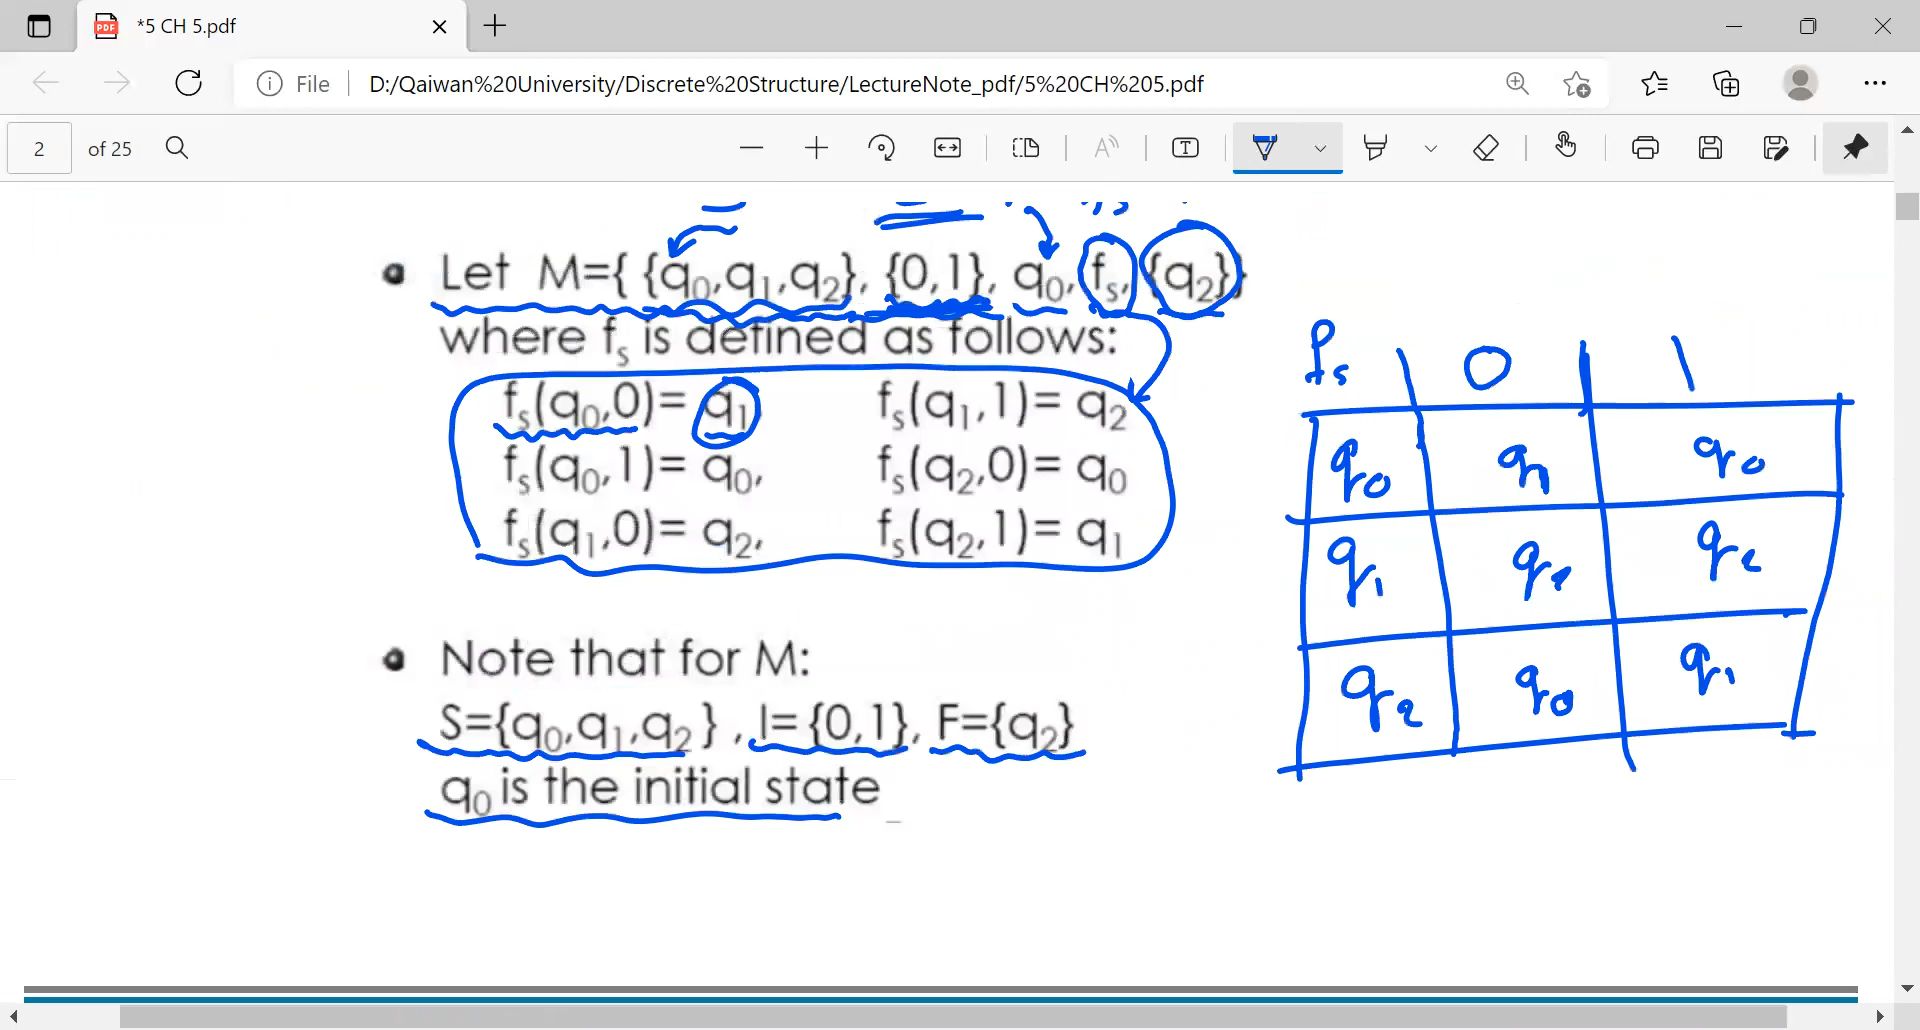 *5 CH 5.pdf
File D:/Qaiwan%20University/Discrete%20Structure/LectureNote_pdf/5%20CH%205.pdf
2 of 25
Let M={ {q₀,q₁,q₂}, {0,1}, q₀, fₛ, {q₂}}
where fₛ is defined as follows:
fₛ(q₀,0)= q₁ fₛ(q₁,1)= q₂
fₛ(q₀,1)= q₀, fₛ(q₂,0)= q₀
fₛ(q₁,0)= q₂, fₛ(q₂,1)= q₁
Note that for M:
S={q₀,q₁,q₂} , I={0,1}, F={q₂}
q₀ is the initial state
fₛ 0 1
q₀ q₁ q₀
q₁ q₂ q₂
q₂ q₀ q₁